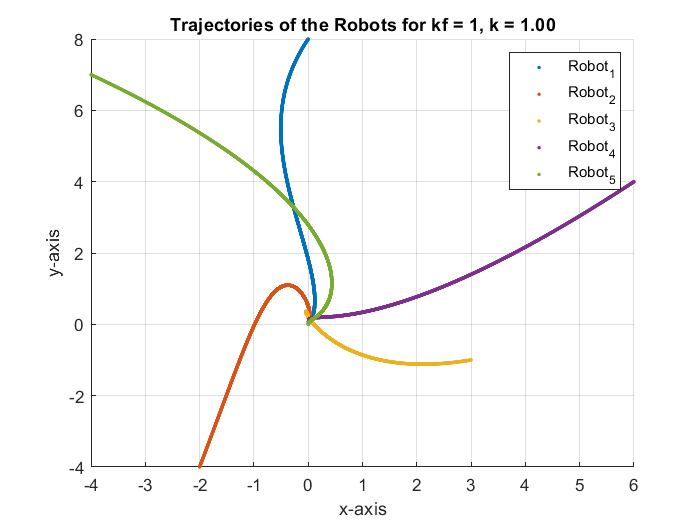 Trajectories of the Robots for kf = 1, k = 1.00
8
6
4
2
0
-2
-4
y-axis
-4 -3 -2 -1 0 1 2 3 4 5 6
x-axis
Robot1
Robot2
Robot3
Robot4
Robot5